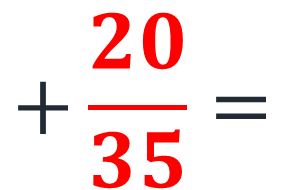 + 20/35 =